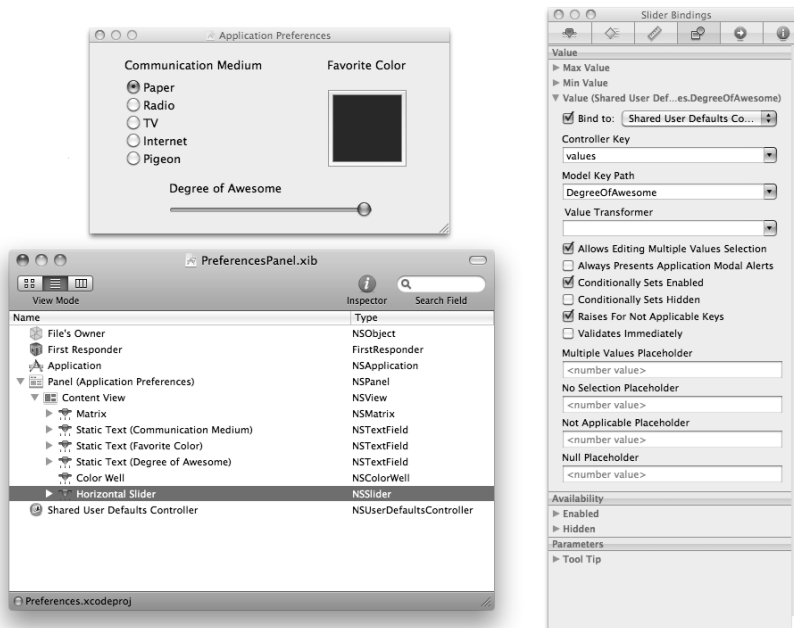 Application Preferences
Communication Medium
Favorite Color
Paper
Radio
TV
Internet
Pigeon
Degree of Awesome
PreferencesPanel.xib
View Mode
Inspector
Search Field
Name Type
File's Owner NSObject
First Responder FirstResponder
Application NSApplication
Panel (Application Preferences) NSPanel
Content View NSView
Matrix NSMatrix
Static Text (Communication Medium) NSTextField
Static Text (Favorite Color) NSTextField
Static Text (Degree of Awesome) NSTextField
Color Well NSColorWell
Horizontal Slider NSSlider
Shared User Defaults Controller NSUserDefaultsController
Preferences.xcodeproj
Slider Bindings
Value
Max Value
Min Value
Value (Shared User Def...es.DegreeOfAwesome)
Bind to: Shared User Defaults Co...
Controller Key
values
Model Key Path
DegreeOfAwesome
Value Transformer
Allows Editing Multiple Values Selection
Always Presents Application Modal Alerts
Conditionally Sets Enabled
Conditionally Sets Hidden
Raises For Not Applicable Keys
Validates Immediately
Multiple Values Placeholder
<number value>
No Selection Placeholder
<number value>
Not Applicable Placeholder
<number value>
Null Placeholder
<number value>
Availability
Enabled
Hidden
Parameters
Tool Tip